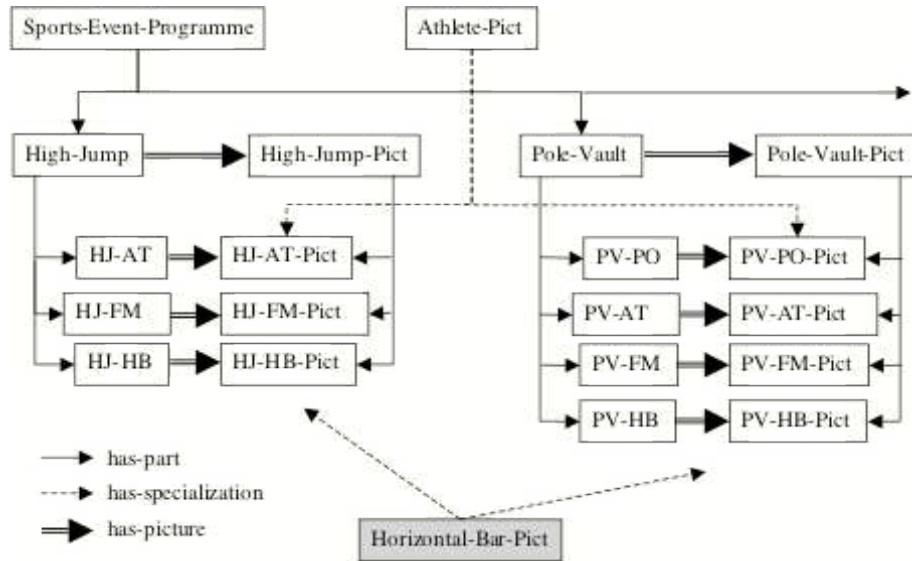 Sports-Event-Programme
Athlete-Pict
High-Jump
High-Jump-Pict
Pole-Vault
Pole-Vault-Pict
HJ-AT
HJ-AT-Pict
PV-PO
PV-PO-Pict
HJ-FM
HJ-FM-Pict
PV-AT
PV-AT-Pict
HJ-HB
HJ-HB-Pict
PV-FM
PV-FM-Pict
PV-HB
PV-HB-Pict
has-part
has-specialization
has-picture
Horizontal-Bar-Pict